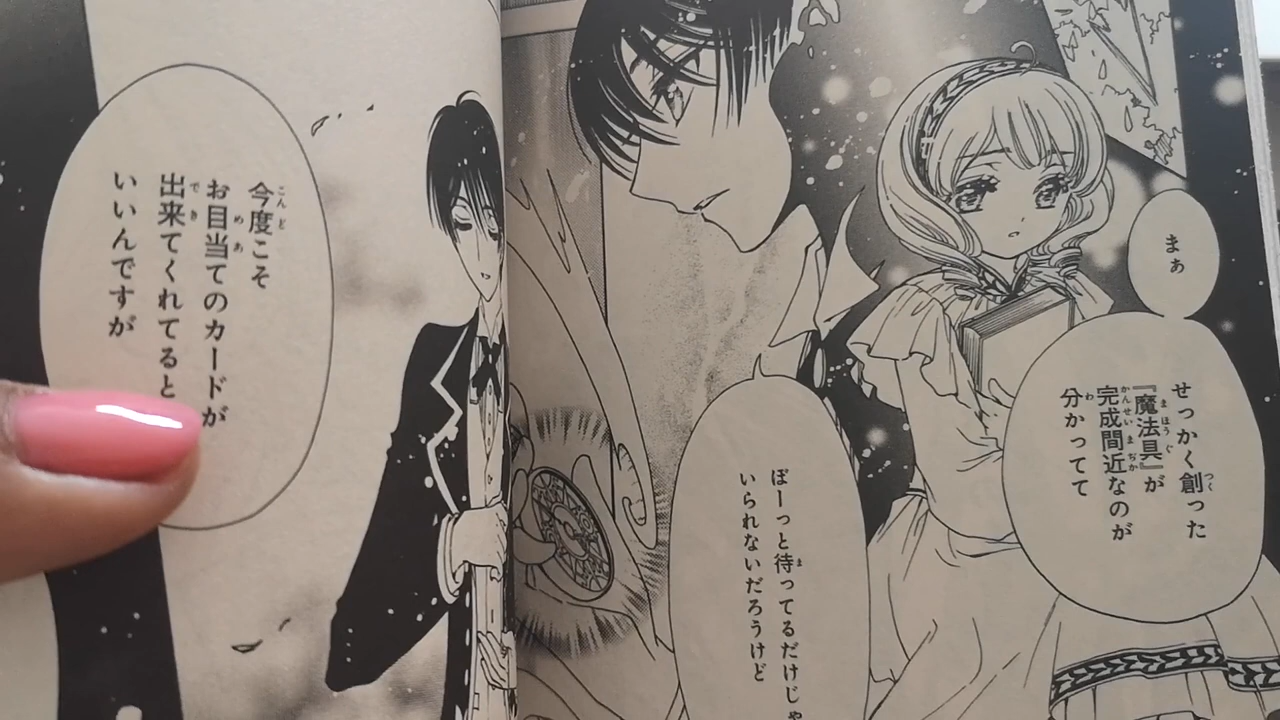 まぁ
せっかく創った
『魔法具』が
完成間近なのが
分かってて
ぼーっと待ってるだけじゃ
いられないだろうけど
今度こそ
お目当てのカードが
出来てくれてると
いいんですが